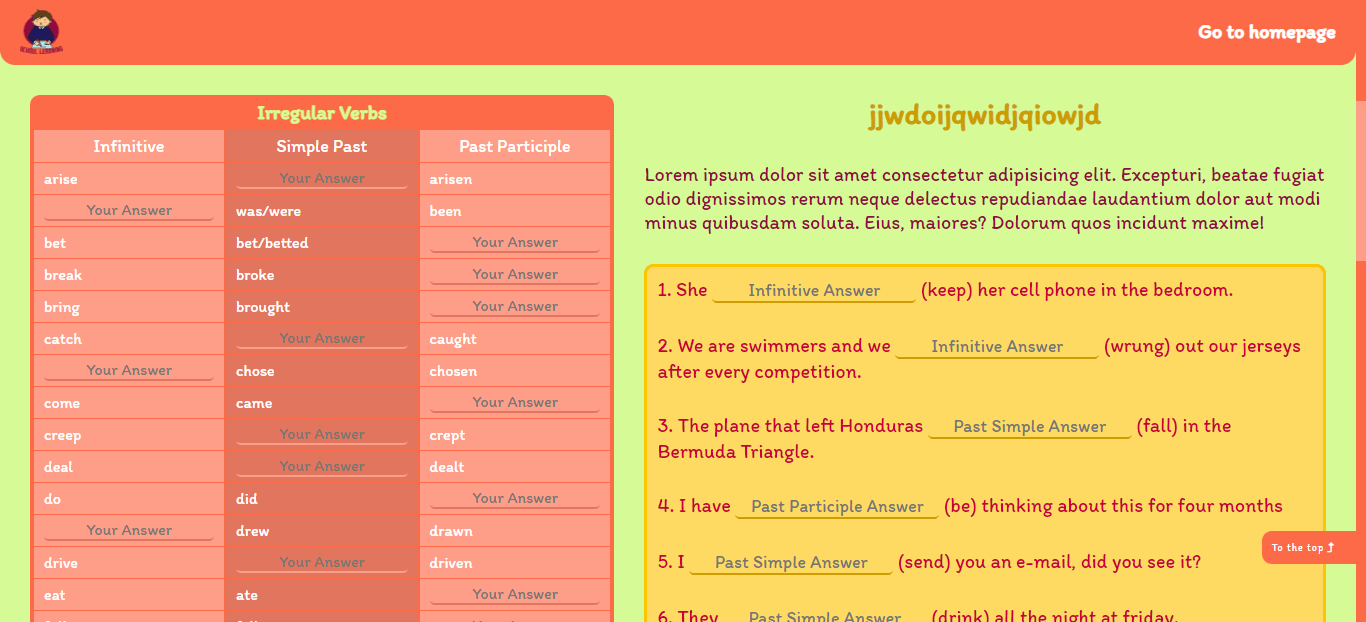 SCHOOL LEARNING
Go to homepage
Irregular Verbs
Infinitive Simple Past Past Participle
arise Your Answer arisen
Your Answer was/were been
bet bet/betted Your Answer
break broke Your Answer
bring brought Your Answer
catch Your Answer caught
Your Answer chose chosen
come came Your Answer
creep Your Answer crept
deal Your Answer dealt
do did Your Answer
Your Answer drew drawn
drive Your Answer driven
eat ate Your Answer
jjwdoijqwidjqiowjd
Lorem ipsum dolor sit amet consectetur adipisicing elit. Excepturi, beatae fugiat
odio dignissimos rerum neque delectus repudiandae laudantium dolor aut modi
minus quibusdam soluta. Eius, maiores? Dolorum quos incidunt maxime!
1. She Infinitive Answer (keep) her cell phone in the bedroom.
2. We are swimmers and we Infinitive Answer (wrung) out our jerseys
after every competition.
3. The plane that left Honduras Past Simple Answer (fall) in the
Bermuda Triangle.
4. I have Past Participle Answer (be) thinking about this for four months
5. I Past Simple Answer (send) you an e-mail, did you see it?
6. They Past Simple Answer (drink) all the night at friday.
To the top